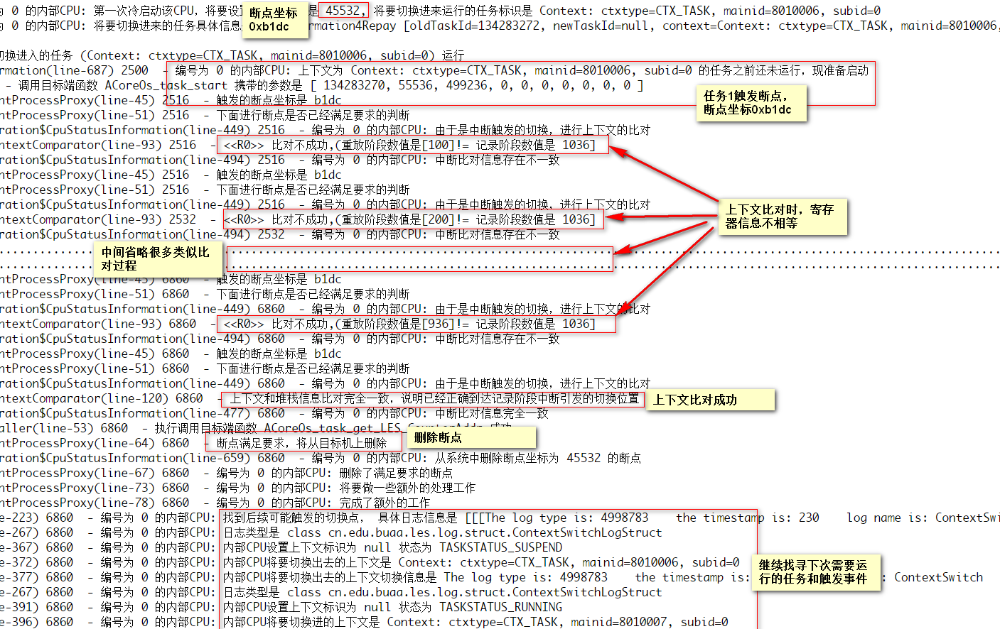 为 0 的内部CPU: 第一次冷启动该CPU, 将要设置 是 45532, 将要切换进来运行的任务标识是 Context: ctxtype=CTX_TASK, mainid=8010006, subid=0
断点坐标
0xb1dc
为 0 的内部CPU: 将要切换进来的任务具体信息 rmation4Repay [oldTaskId=134283272, newTaskId=null, context=Context: ctxtype=CTX_TASK, mainid=8010006,
切换进入的任务 (Context: ctxtype=CTX_TASK, mainid=8010006, subid=0) 运行
ormation(line-687) 2500 - 编号为 0 的内部CPU: 上下文为 Context: ctxtype=CTX_TASK, mainid=8010006, subid=0 的任务之前还未运行, 现准备启动
- 调用目标端函数 ACoreOs_task_start 携带的参数是 [ 134283270, 55536, 499236, 0, 0, 0, 0, 0, 0, 0 ]
任务1触发断点,
断点坐标0xb1dc
ntProcessProxy(line-45) 2516 - 触发的断点坐标是 b1dc
ntProcessProxy(line-51) 2516 - 下面进行断点是否已经满足要求的判断
ration$CpuStatusInformation(line-449) 2516 - 编号为 0 的内部CPU: 由于是中断触发的切换, 进行上下文的比对
ntextComparator(line-93) 2516 - <<R0>> 比对不成功,(重放阶段数值是[100]!= 记录阶段数值是 1036]
ration$CpuStatusInformation(line-494) 2516 - 编号为 0 的内部CPU: 中断比对信息存在不一致
ntProcessProxy(line-45) 2516 - 触发的断点坐标是 b1dc
ntProcessProxy(line-51) 2516 - 下面进行断点是否已经满足要求的判断
ration$CpuStatusInformation(line-449) 2516 - 编号为 0 的内部CPU: 由于是中断触发的切换, 进行上下文的比对
上下文比对时, 寄存
器信息不相等
ntextComparator(line-93) 2532 - <<R0>> 比对不成功,(重放阶段数值是[200]!= 记录阶段数值是 1036]
ration$CpuStatusInformation(line-494) 2532 - 编号为 0 的内部CPU: 中断比对信息存在不一致
中间省略很多类似比
对过程
ntProcessProxy(line-45) 6860 - 触发的断点坐标是 b1dc
ntProcessProxy(line-51) 6860 - 下面进行断点是否已经满足要求的判断
ration$CpuStatusInformation(line-449) 6860 - 编号为 0 的内部CPU: 由于是中断触发的切换, 进行上下文的比对
ntextComparator(line-93) 6860 - <<R0>> 比对不成功,(重放阶段数值是[936]!= 记录阶段数值是 1036]
ration$CpuStatusInformation(line-494) 6860 - 编号为 0 的内部CPU: 中断比对信息存在不一致
ntProcessProxy(line-45) 6860 - 触发的断点坐标是 b1dc
ntProcessProxy(line-51) 6860 - 下面进行断点是否已经满足要求的判断
ration$CpuStatusInformation(line-449) 6860 - 编号为 0 的内部CPU: 由于是中断触发的切换, 进行上下文的比对
ntextComparator(line-120) 6860 - 上下文和堆栈信息比对完全一致, 说明已经正确到达记录阶段中断引发的切换位置
上下文比对成功
ration$CpuStatusInformation(line-477) 6860 - 编号为 0 的内部CPU: 中断比对信息完全一致
aller(line-53) 6860 - 执行调用目标端函数 ACoreOs_task_get_LES_CounterAddr 成功
ntProcessProxy(line-64) 6860 - 断点满足要求, 将从目标机上删除
删除断点
ration$CpuStatusInformation(line-659) 6860 - 编号为 0 的内部CPU: 从系统中删除断点坐标为 45532 的断点
ntProcessProxy(line-67) 6860 - 编号为 0 的内部CPU: 删除了满足要求的断点
ntProcessProxy(line-73) 6860 - 编号为 0 的内部CPU: 将要做一些额外的处理工作
ntProcessProxy(line-78) 6860 - 编号为 0 的内部CPU: 完成了额外的工作
e-223) 6860 - 编号为 0 的内部CPU: 找到后续可能触发的切换点, 具体日志信息是 [[[The log type is: 4998783 the timestamp is: 230 log name is: ContextSwi
e-267) 6860 - 编号为 0 的内部CPU: 日志类型是 class cn.edu.buaa.les.log.struct.ContextSwitchLogStruct
e-367) 6860 - 编号为 0 的内部CPU: 内部CPU设置上下文标识为 null 状态为 TASKSTATUS_SUSPEND
e-372) 6860 - 编号为 0 的内部CPU: 内部CPU将要切换出去的上下文是 Context: ctxtype=CTX_TASK, mainid=8010006, subid=0
e-377) 6860 - 编号为 0 的内部CPU: 内部CPU将要切换出去的上下文切换信息是 The log type is: 4998783 the timestamp is: : ContextSwitch
继续找寻下次需要运
行的任务和触发事件
e-267) 6860 - 编号为 0 的内部CPU: 日志类型是 class cn.edu.buaa.les.log.struct.ContextSwitchLogStruct
e-391) 6860 - 编号为 0 的内部CPU: 内部CPU设置上下文标识为 null 状态为 TASKSTATUS_RUNNING
e-396) 6860 - 编号为 0 的内部CPU: 内部CPU将要切换进的上下文是 Context: ctxtype=CTX_TASK, mainid=8010007, subid=0